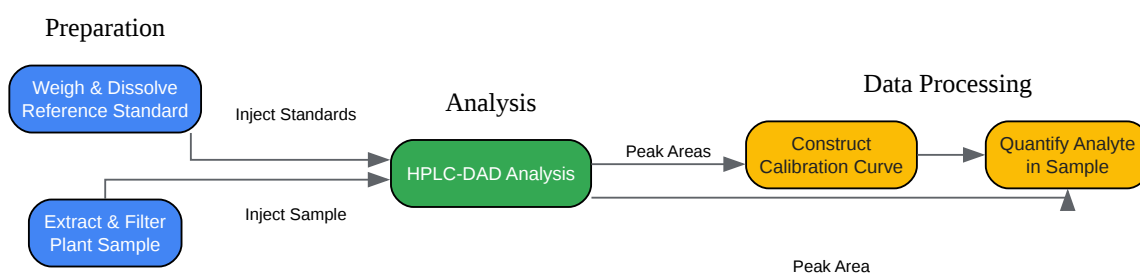 Preparation
Weigh & Dissolve
Reference Standard
Inject Standards
Extract & Filter
Plant Sample
Inject Sample
Analysis
HPLC-DAD Analysis
Peak Areas
Data Processing
Construct
Calibration Curve
Quantify Analyte
in Sample
Peak Area